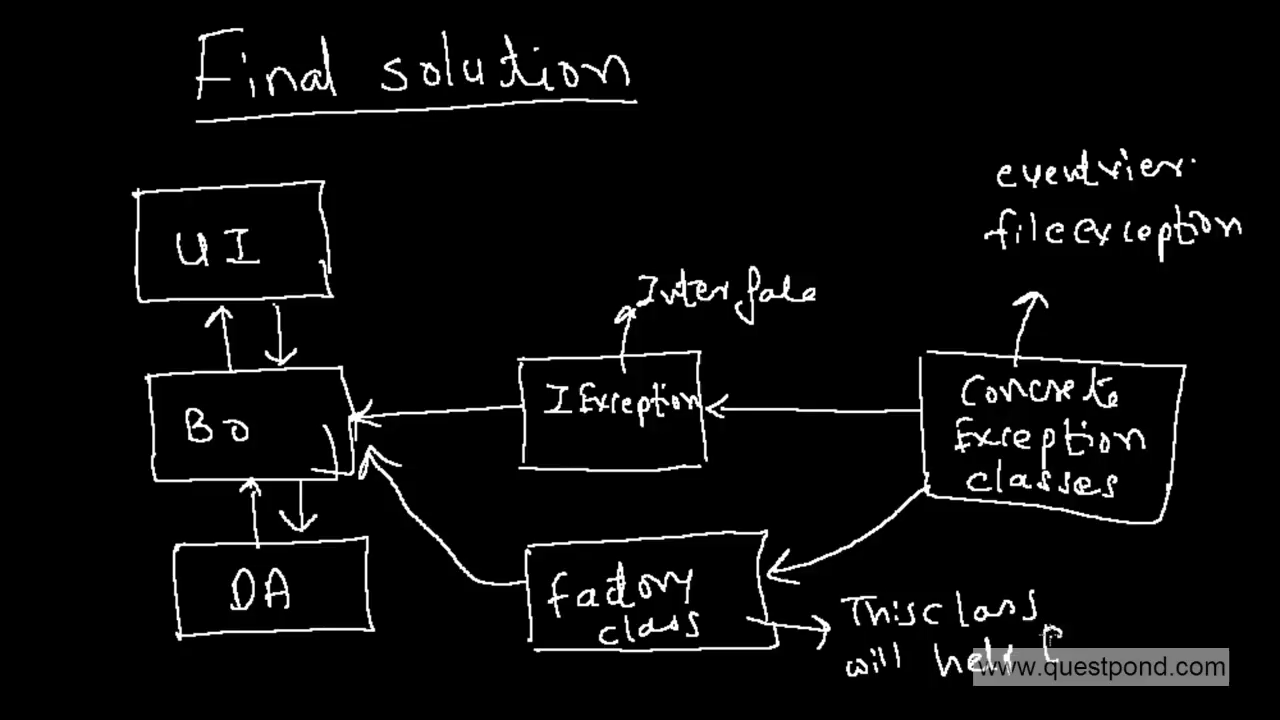 Final solution
eventvier.
fileexception
UI
Interface
IException
Concrete
Exception
classes
BO
DA
factory
class
This class
will help
www.questpond.com